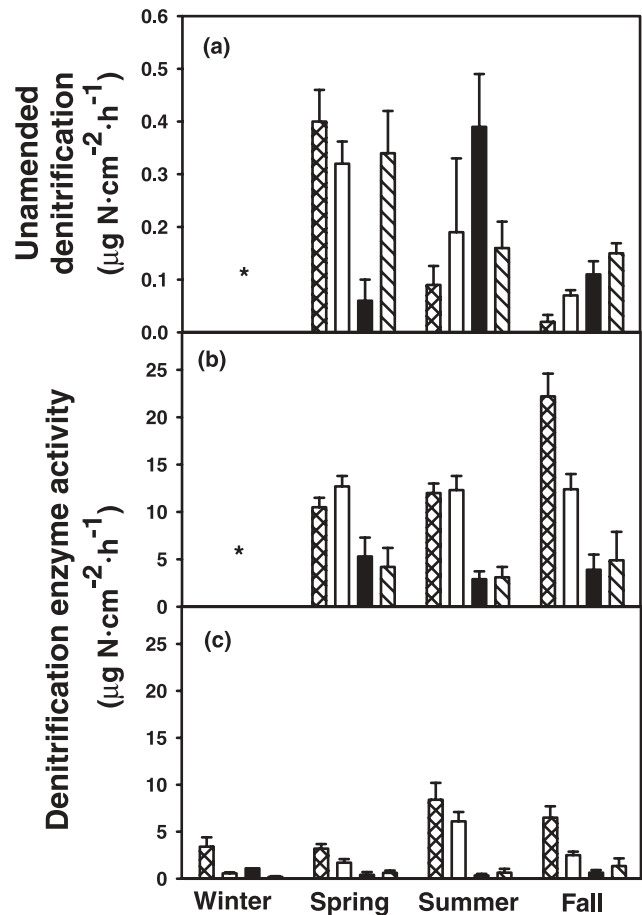 Unamended
denitrification
(µg N·cm⁻²·h⁻¹)
(a)
0.6
0.5
0.4
0.3
0.2
0.1
0.0
*
Denitrification enzyme activity
(µg N·cm⁻²·h⁻¹)
(b)
25
20
15
10
5
0
*
(c)
25
20
15
10
5
0
Winter Spring Summer Fall